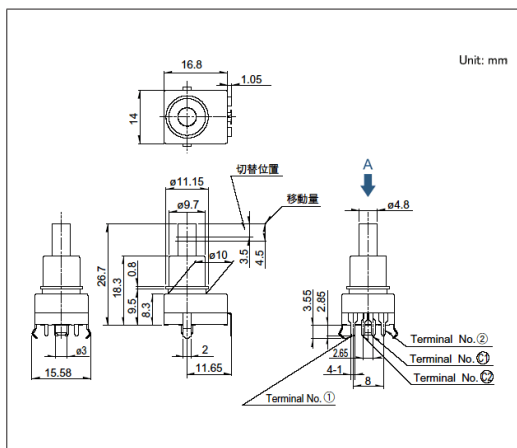 Unit: mm
16.8
1.05
14
切替位置
移動量
A
ø11.15
ø9.7
ø4.8
ø10
3.5
4.5
26.7
18.3
0.8
9.5
8.3
3.55
2.85
ø3
15.58
2
11.65
2.65
4-1
8
Terminal No.②
Terminal No.C1
Terminal No.C2
Terminal No.①